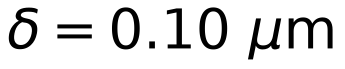 δ = 0.10 μm